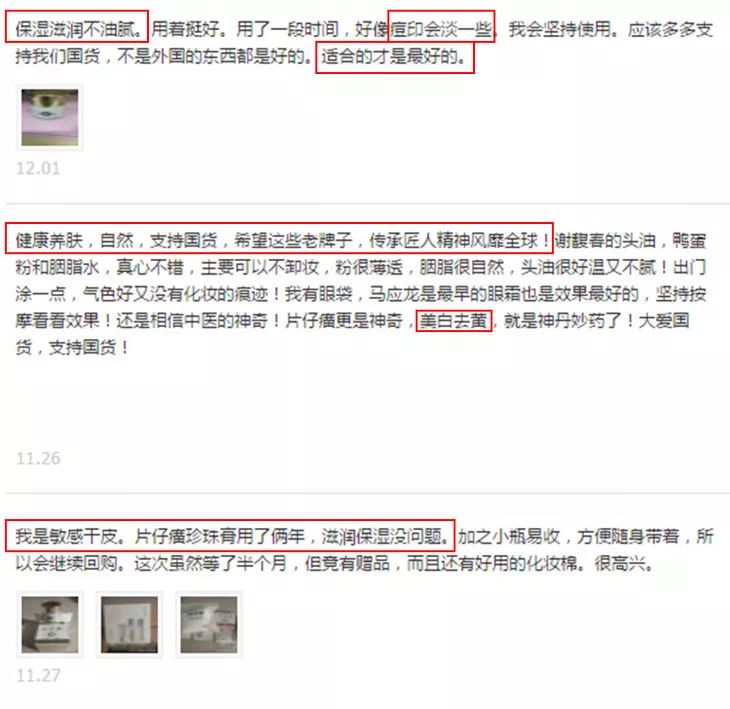 保湿滋润不油腻。用着挺好。用了一段时间，好像痘印会淡一些。我会坚持使用。应该多多支
持我们国货，不是外国的东西都是好的。适合的才是最好的。
12.01
健康养肤，自然，支持国货，希望这些老牌子，传承匠人精神风靡全球！谢馥春的头油，鸭蛋
粉和胭脂水，真心不错，主要可以不卸妆，粉很薄透，胭脂很自然，头油很好温又不腻！出门
涂一点，气色好又没有化妆的痕迹！我有眼袋，马应龙是最早的眼霜也是效果最好的，坚持按
摩看看效果！还是相信中医的神奇！片仔癀更是神奇，美白去黄，就是神丹妙药了！大爱国
货，支持国货！
11.26
我是敏感干皮。片仔癀珍珠膏用了俩年，滋润保湿没问题。加之小瓶易收，方便随身带着，所
以会继续回购。这次虽然等了半个月，但竟有赠品，而且还有好用的化妆棉。很高兴。
11.27